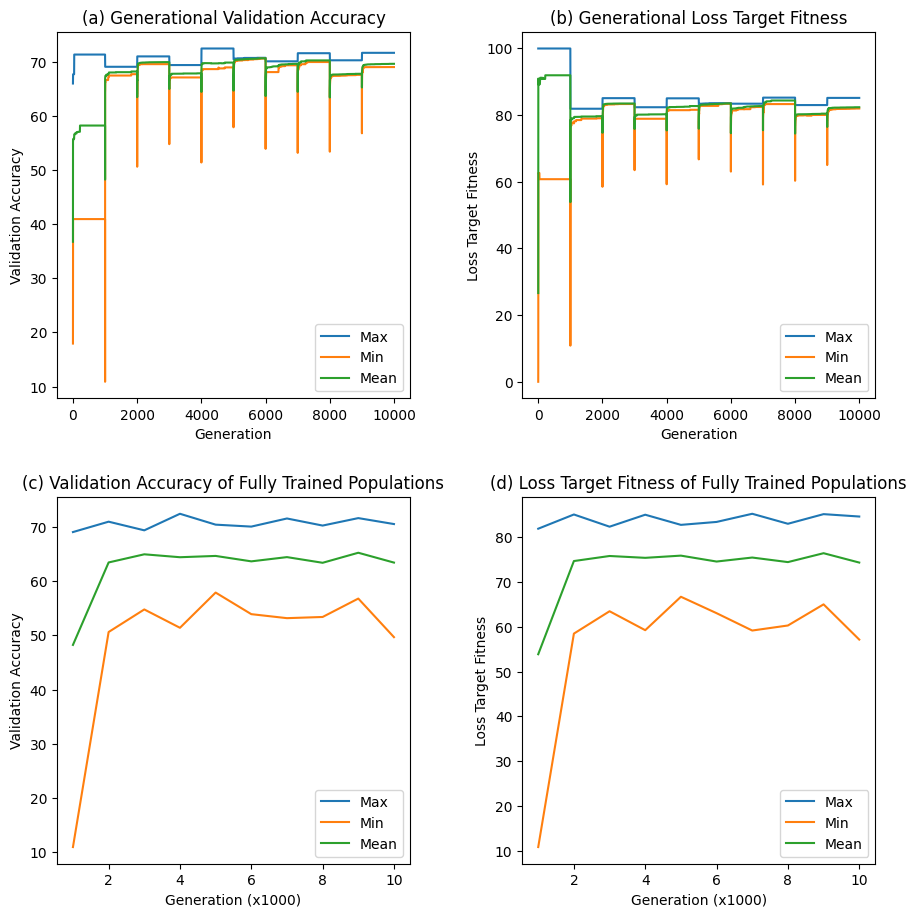 (a) Generational Validation Accuracy
Validation Accuracy
70
60
50
40
30
20
10
0 2000 4000 6000 8000 10000
Generation
Max
Min
Mean
(b) Generational Loss Target Fitness
Loss Target Fitness
100
80
60
40
20
0
0 2000 4000 6000 8000 10000
Generation
Max
Min
Mean
(c) Validation Accuracy of Fully Trained Populations
Validation Accuracy
70
60
50
40
30
20
10
2 4 6 8 10
Generation (x1000)
Max
Min
Mean
(d) Loss Target Fitness of Fully Trained Populations
Loss Target Fitness
80
70
60
50
40
30
20
10
2 4 6 8 10
Generation (x1000)
Max
Min
Mean